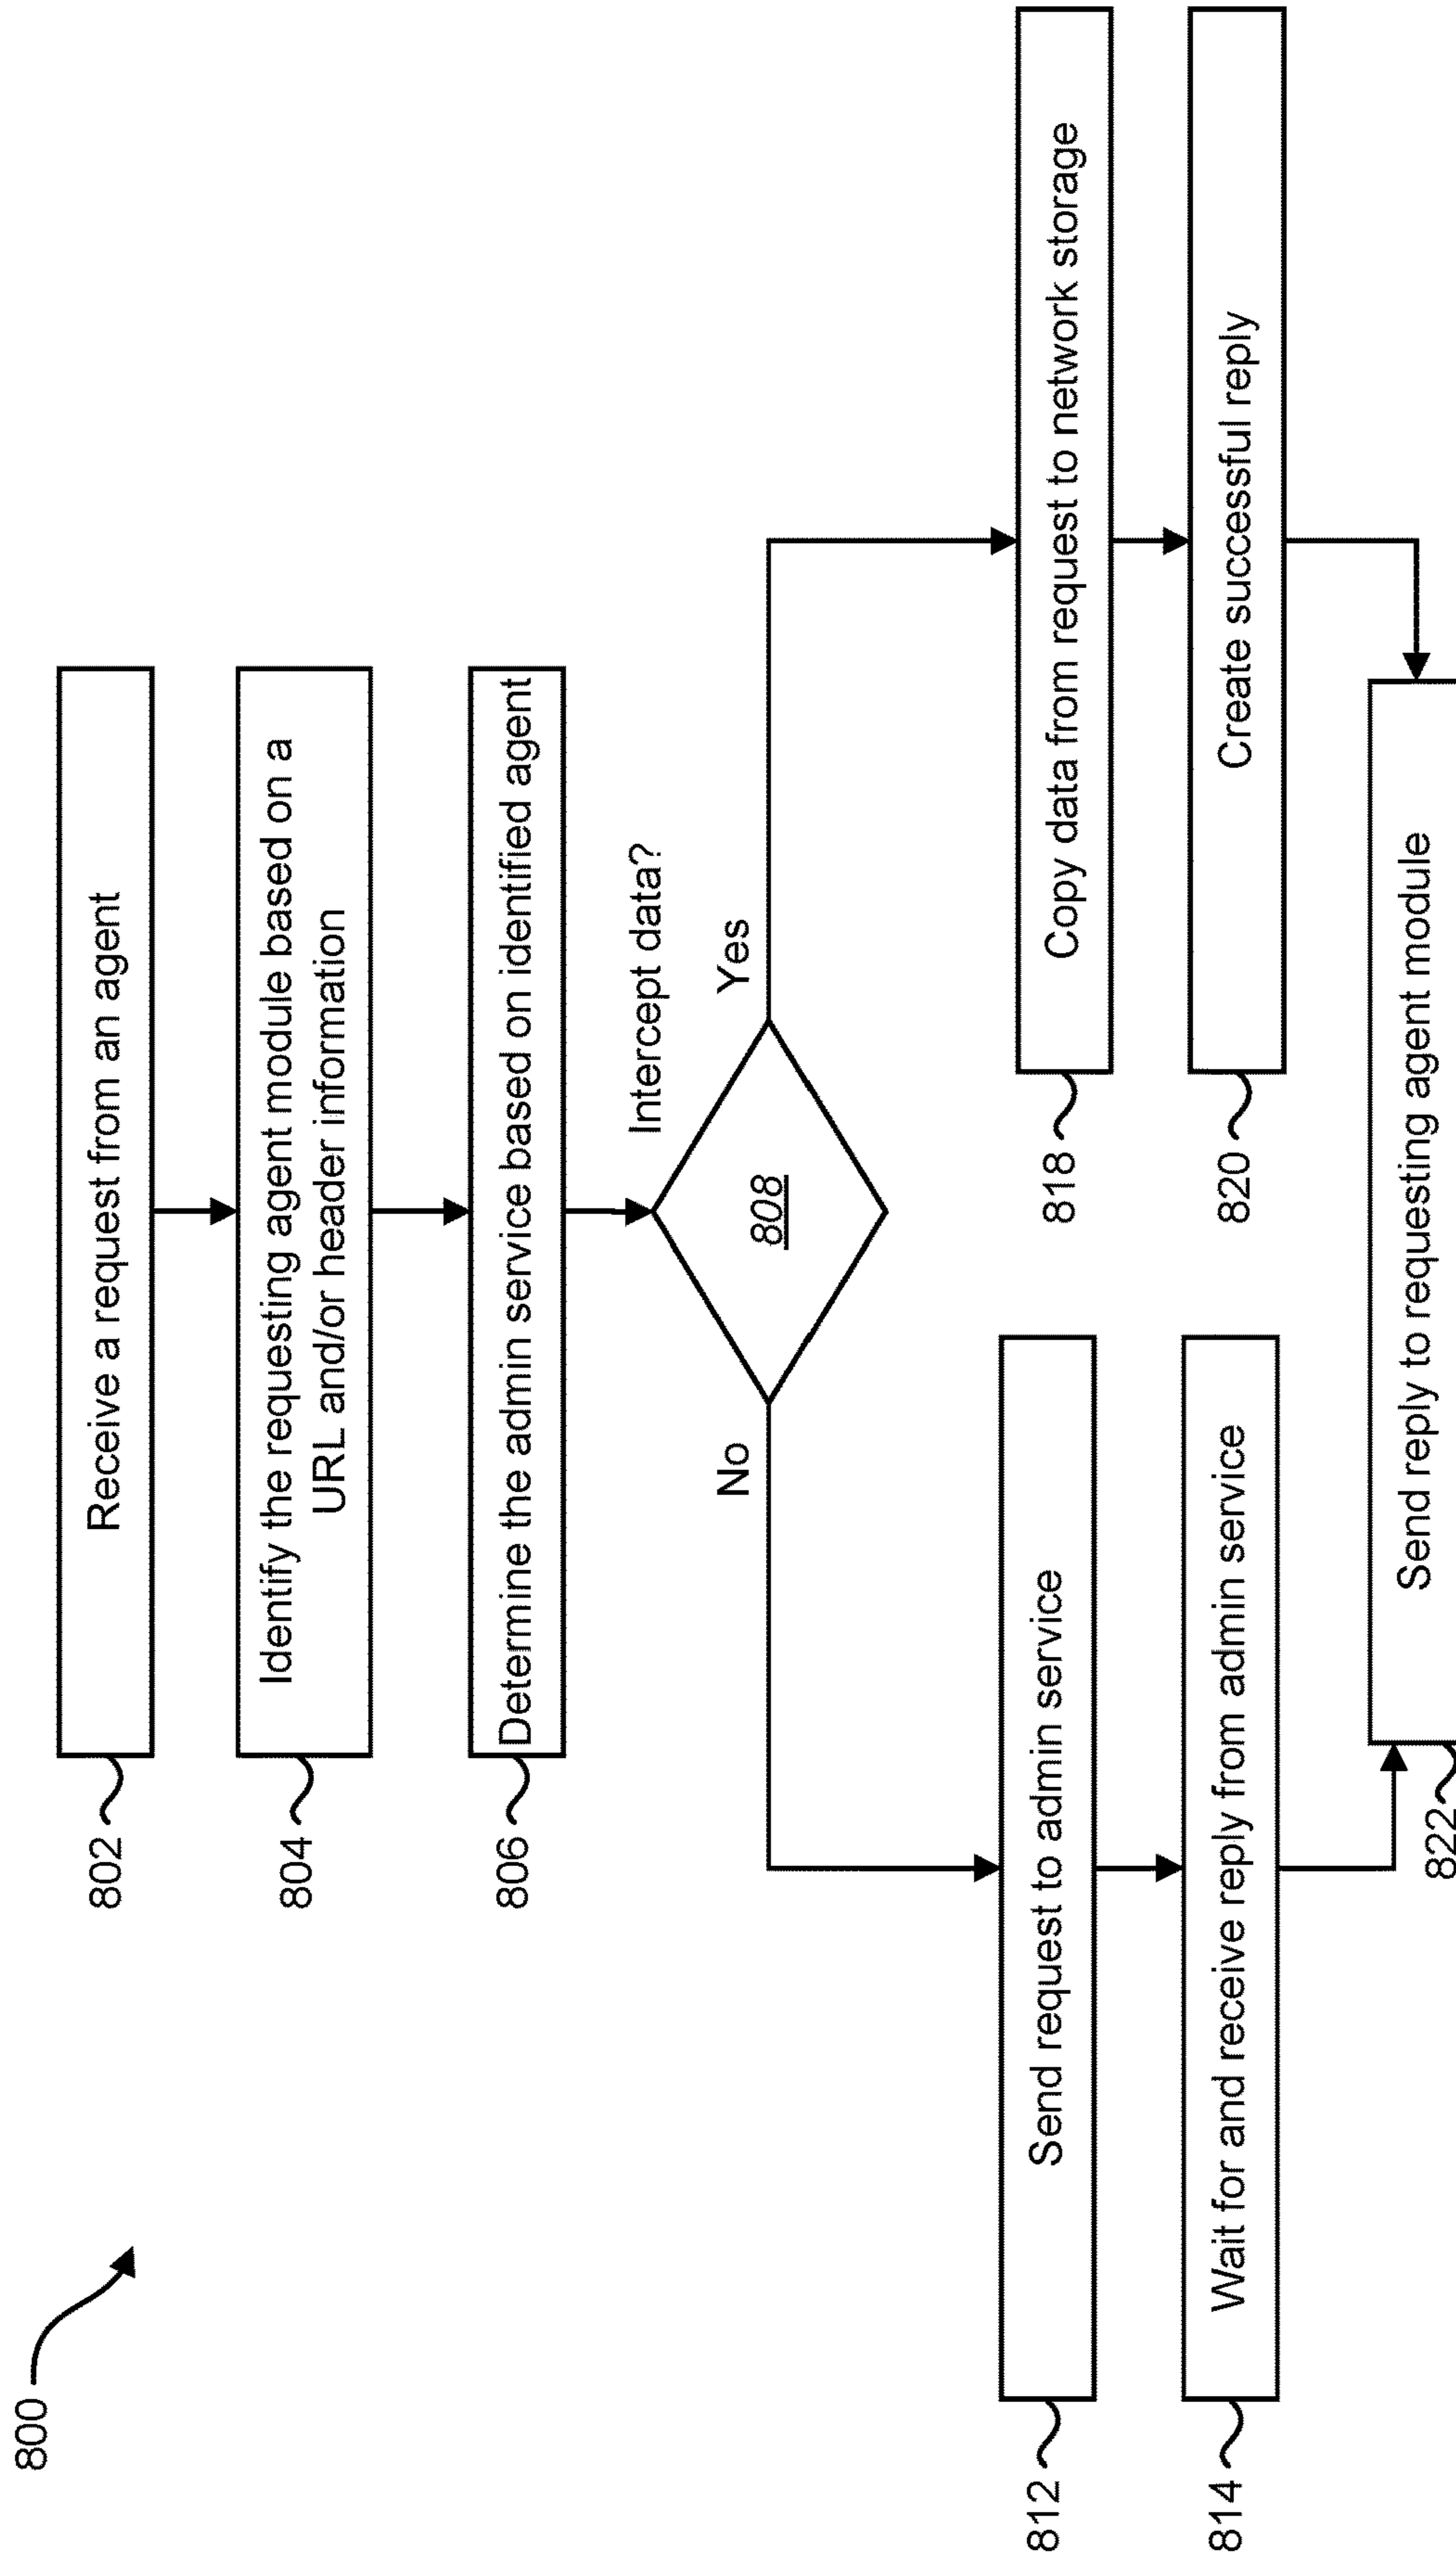 800
802
Receive a request from an agent
804
Identify the requesting agent module based on a
URL and/or header information
806
Determine the admin service based on identified agent
Intercept data?
808
No
Yes
812
Send request to admin service
814
Wait for and receive reply from admin service
818
Copy data from request to network storage
820
Create successful reply
822
Send reply to requesting agent module